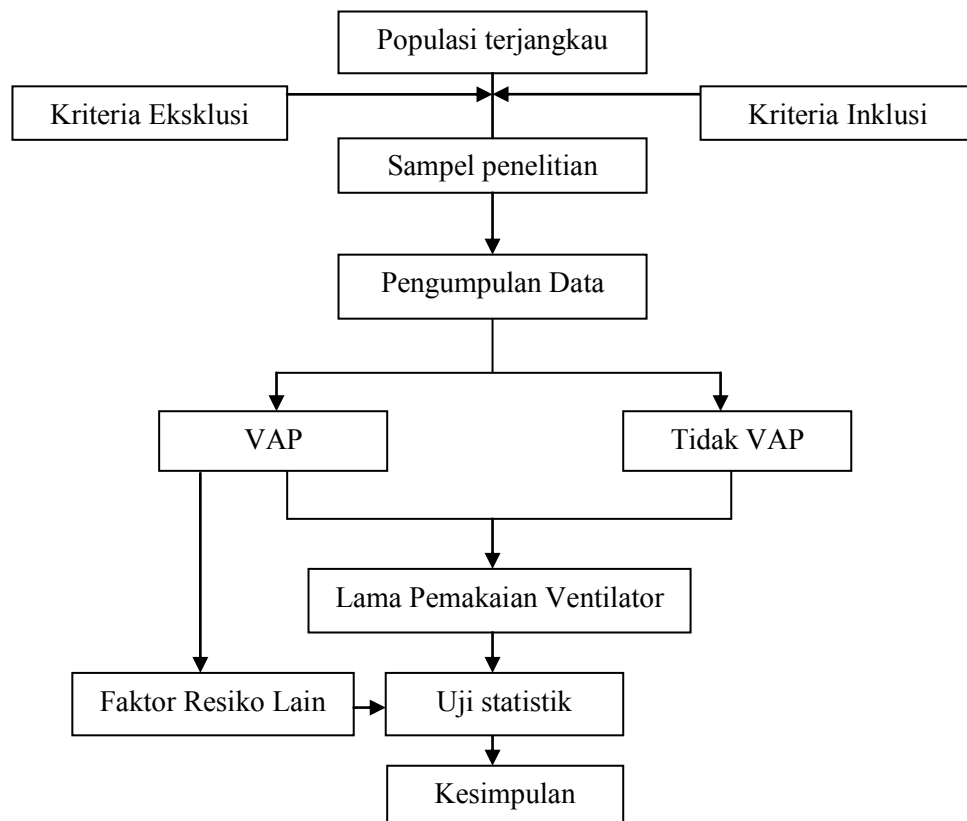 Populasi terjangkau
Kriteria Eksklusi
Kriteria Inklusi
Sampel penelitian
Pengumpulan Data
VAP
Tidak VAP
Lama Pemakaian Ventilator
Faktor Resiko Lain
Uji statistik
Kesimpulan